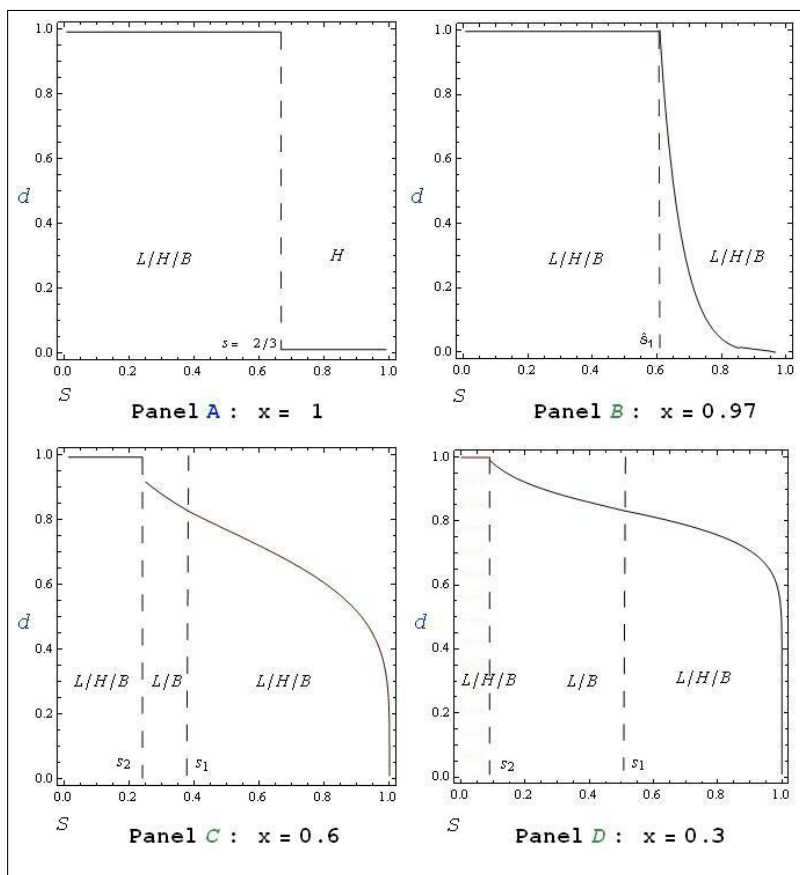 1.0
0.8
0.6
d
0.4
L/H/B
H
0.2
s = 2/3
0.0
0.0 0.2 0.4 0.6 0.8 1.0
S
Panel A : x = 1
1.0
0.8
0.6
d
0.4
L/H/B
L/H/B
0.2
ŝ1
0.0
0.0 0.2 0.4 0.6 0.8 1.0
S
Panel B : x = 0.97
1.0
0.8
0.6
d
0.4
L/H/B
L/B
L/H/B
0.2
s2
s1
0.0
0.0 0.2 0.4 0.6 0.8 1.0
S
Panel C : x = 0.6
1.0
0.8
0.6
d
0.4
L/H/B
L/B
L/H/B
0.2
s2
s1
0.0
0.0 0.2 0.4 0.6 0.8 1.0
S
Panel D : x = 0.3